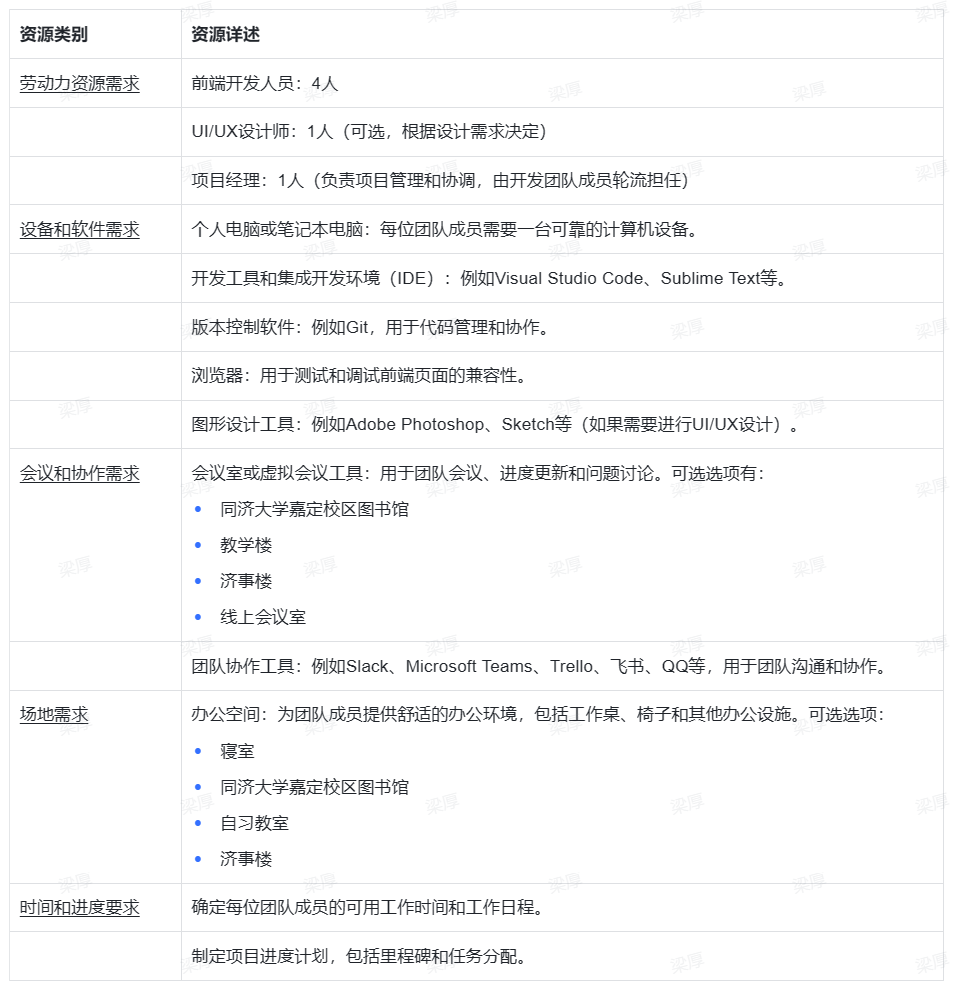 资源类别 资源详述
劳动力资源需求 前端开发人员：4人
UI/UX设计师：1人（可选，根据设计需求决定）
项目经理：1人（负责项目管理和协调，由开发团队成员轮流担任）
设备和软件需求 个人电脑或笔记本电脑：每位团队成员需要一台可靠的计算机设备。
开发工具和集成开发环境（IDE）：例如Visual Studio Code、Sublime Text等。
版本控制软件：例如Git，用于代码管理和协作。
浏览器：用于测试和调试前端页面的兼容性。
图形设计工具：例如Adobe Photoshop、Sketch等（如果需要进行UI/UX设计）。
会议和协作需求 会议室或虚拟会议工具：用于团队会议、进度更新和问题讨论。可选选项有：
• 同济大学嘉定校区图书馆
• 教学楼
• 济事楼
• 线上会议室
团队协作工具：例如Slack、Microsoft Teams、Trello、飞书、QQ等，用于团队沟通和协作。
场地需求 办公空间：为团队成员提供舒适的办公环境，包括工作桌、椅子和其他办公设施。可选选项：
• 寝室
• 同济大学嘉定校区图书馆
• 自习教室
• 济事楼
时间和进度要求 确定每位团队成员的可用工作时间和工作日程。
制定项目进度计划，包括里程碑和任务分配。
梁厚